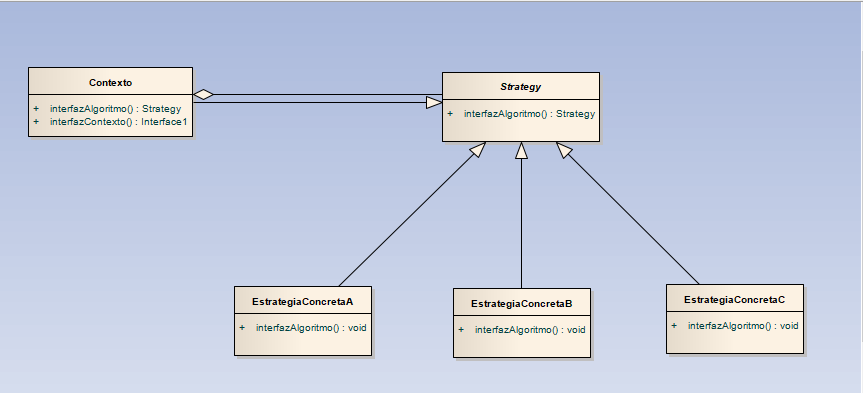 Contexto
+ interfazAlgoritmo() : Strategy
+ interfazContexto() : Interface1
Strategy
+ interfazAlgoritmo() : Strategy
EstrategiaConcretaA
+ interfazAlgoritmo() : void
EstrategiaConcretaB
+ interfazAlgoritmo() : void
EstrategiaConcretaC
+ interfazAlgoritmo() : void